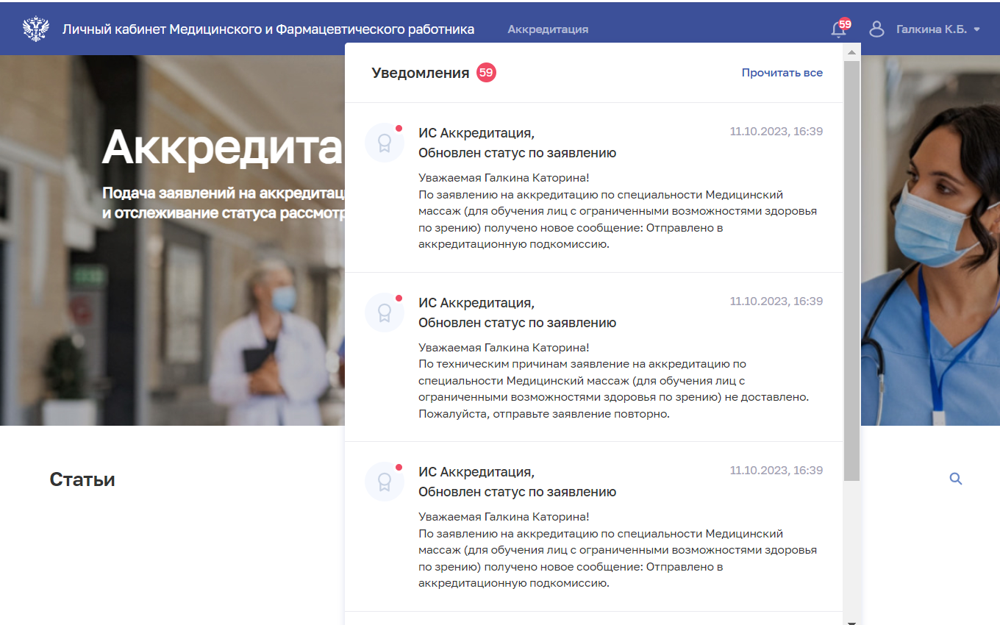 Личный кабинет Медицинского и Фармацевтического работника
Аккредитация
59
Галкина К.Б.
Аккредита
Подача заявлений на аккредитац
и отслеживание статуса рассмотр
Уведомления 59
Прочитать все
ИС Аккредитация,
Обновлен статус по заявлению
11.10.2023, 16:39
Уважаемая Галкина Каторина!
По заявлению на аккредитацию по специальности Медицинский
массаж (для обучения лиц с ограниченными возможностями здоровья
по зрению) получено новое сообщение: Отправлено в
аккредитационную подкомиссию.
ИС Аккредитация,
Обновлен статус по заявлению
11.10.2023, 16:39
Уважаемая Галкина Каторина!
По техническим причинам заявление на аккредитацию по
специальности Медицинский массаж (для обучения лиц с
ограниченными возможностями здоровья по зрению) не доставлено.
Пожалуйста, отправьте заявление повторно.
ИС Аккредитация,
Обновлен статус по заявлению
11.10.2023, 16:39
Уважаемая Галкина Каторина!
По заявлению на аккредитацию по специальности Медицинский
массаж (для обучения лиц с ограниченными возможностями здоровья
по зрению) получено новое сообщение: Отправлено в
аккредитационную подкомиссию.
Статьи